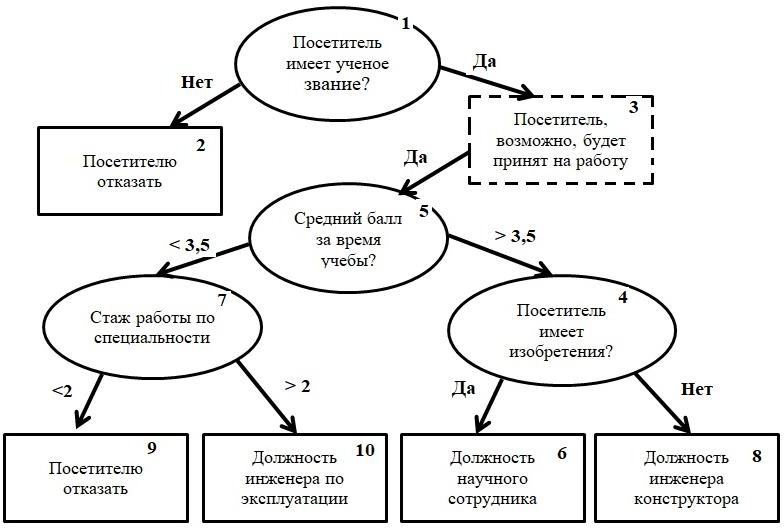 1
Посетитель
имеет ученое
звание?
Нет
Да
2
Посетителю
отказать
3
Посетитель,
возможно, будет
принят на работу
Да
5
Средний балл
за время
учебы?
< 3,5
> 3,5
7
Стаж работы по
специальности
4
Посетитель
имеет
изобретения?
<2
> 2
Да
Нет
9
Посетителю
отказать
10
Должность
инженера по
эксплуатации
6
Должность
научного
сотрудника
8
Должность
инженера
конструктора